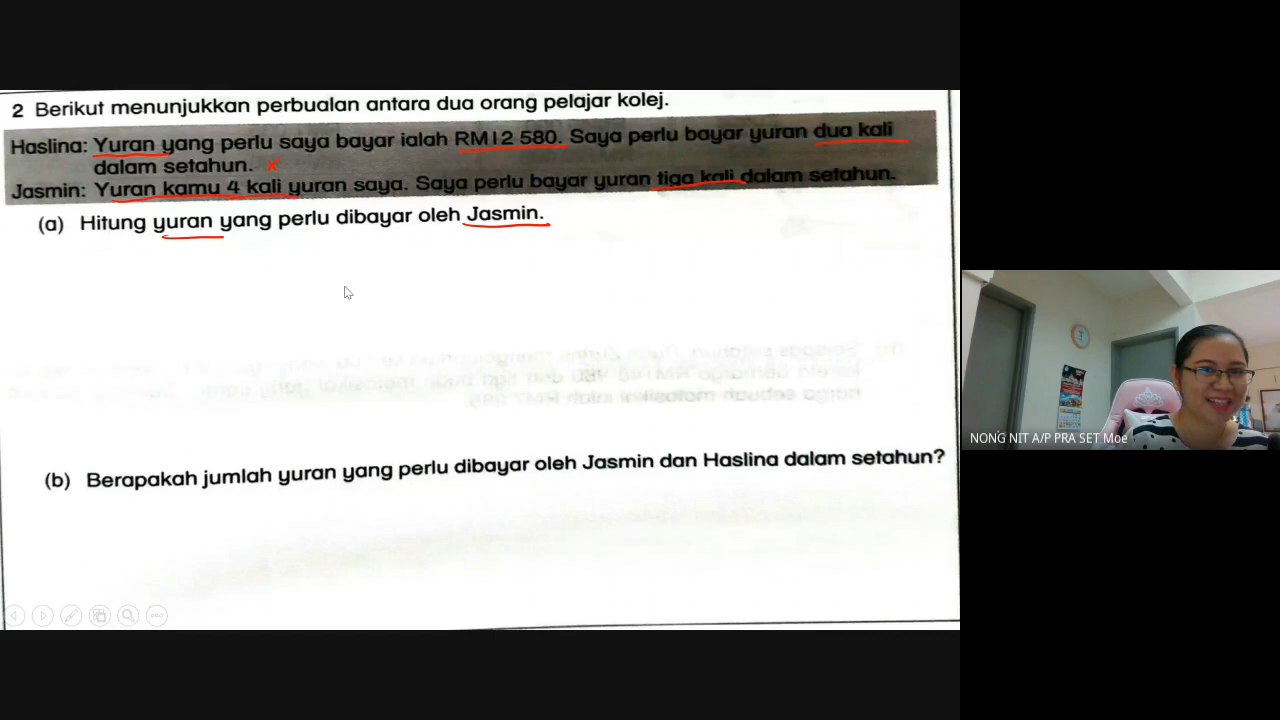 2 Berikut menunjukkan perbualan antara dua orang pelajar kolej.
Haslina: Yuran yang perlu saya bayar ialah RM12 580. Saya perlu bayar yuran dua kali
dalam setahun. x
Jasmin: Yuran kamu 4 kali yuran saya. Saya perlu bayar yuran tiga kali dalam setahun.
(a) Hitung yuran yang perlu dibayar oleh Jasmin.
(b) Berapakah jumlah yuran yang perlu dibayar oleh Jasmin dan Haslina dalam setahun?
NONG NIT A/P PRA SET Moe